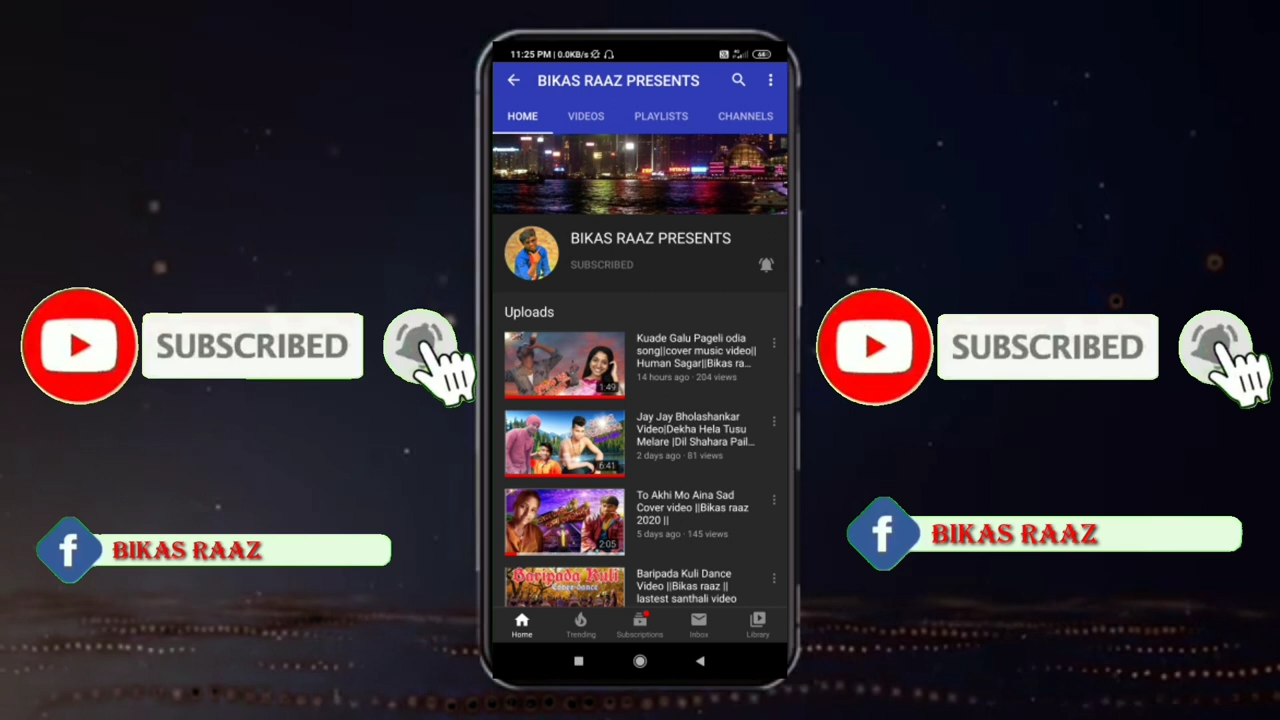 11:25 PM | 0.0KB/s
68
BIKAS RAAZ PRESENTS
HOME VIDEOS PLAYLISTS CHANNELS
HITACHI
BIKAS RAAZ PRESENTS
SUBSCRIBED
Uploads
Kuade Galu Pageli odia
song||cover music video||
Human Sagar||Bikas ra...
14 hours ago · 204 views
1:49
Jay Jay Bholashankar
Video|Dekha Hela Tusu
Melare |Dil Shahara Pail...
2 days ago · 81 views
6:41
To Akhi Mo Aina Sad
Cover video ||Bikas raaz
2020 ||
5 days ago · 145 views
2:05
Baripada Kuli
Cover dance
Baripada Kuli Dance
Video ||Bikas raaz ||
lastest santhali video
Home Trending Subscriptions Inbox Library
SUBSCRIBED
SUBSCRIBED
f BIKAS RAAZ
f BIKAS RAAZ